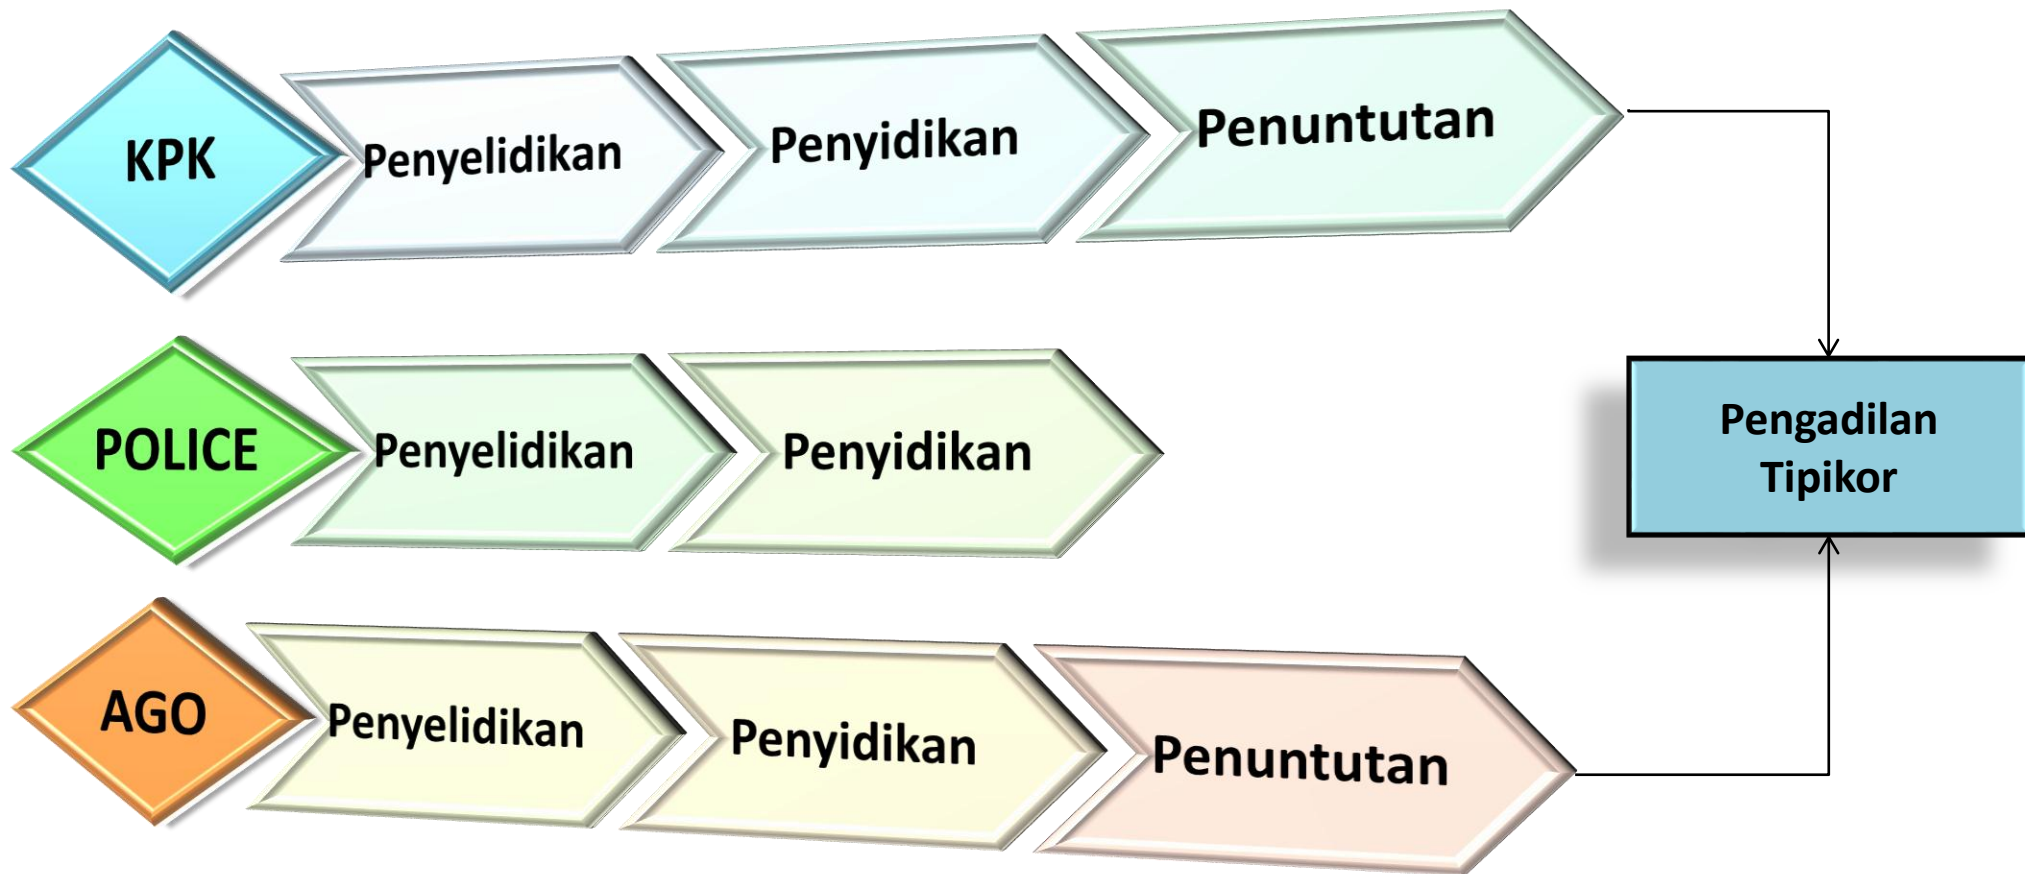 KPK
Penyelidikan
Penyidikan
Penuntutan
POLICE
Penyelidikan
Penyidikan
Pengadilan
Tipikor
AGO
Penyelidikan
Penyidikan
Penuntutan